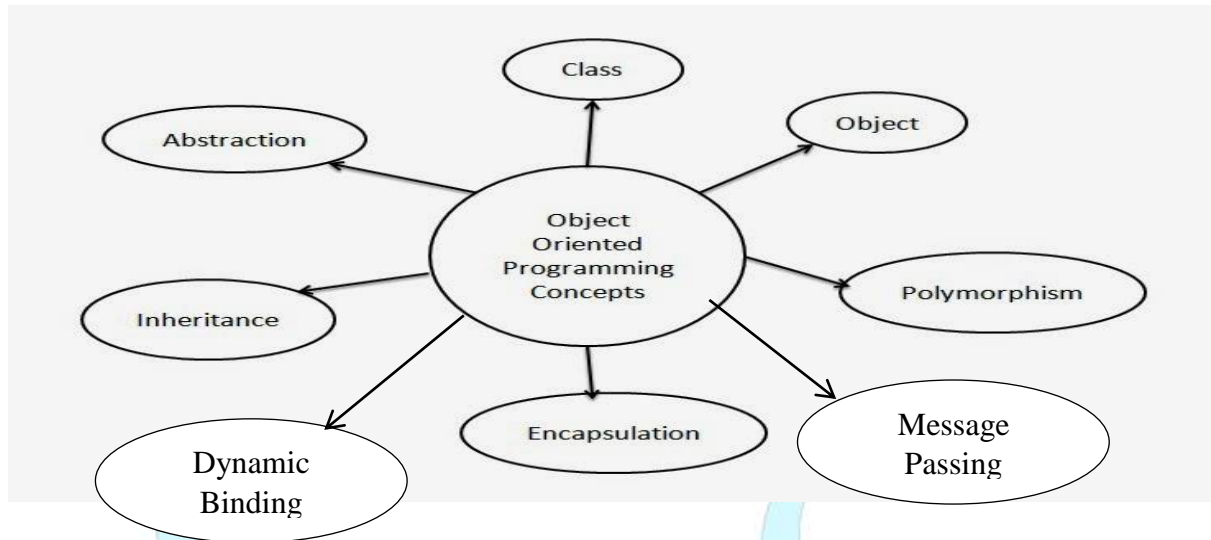 Class
Object
Abstraction
Object
Oriented
Programming
Concepts
Polymorphism
Inheritance
Message
Passing
Encapsulation
Dynamic
Binding